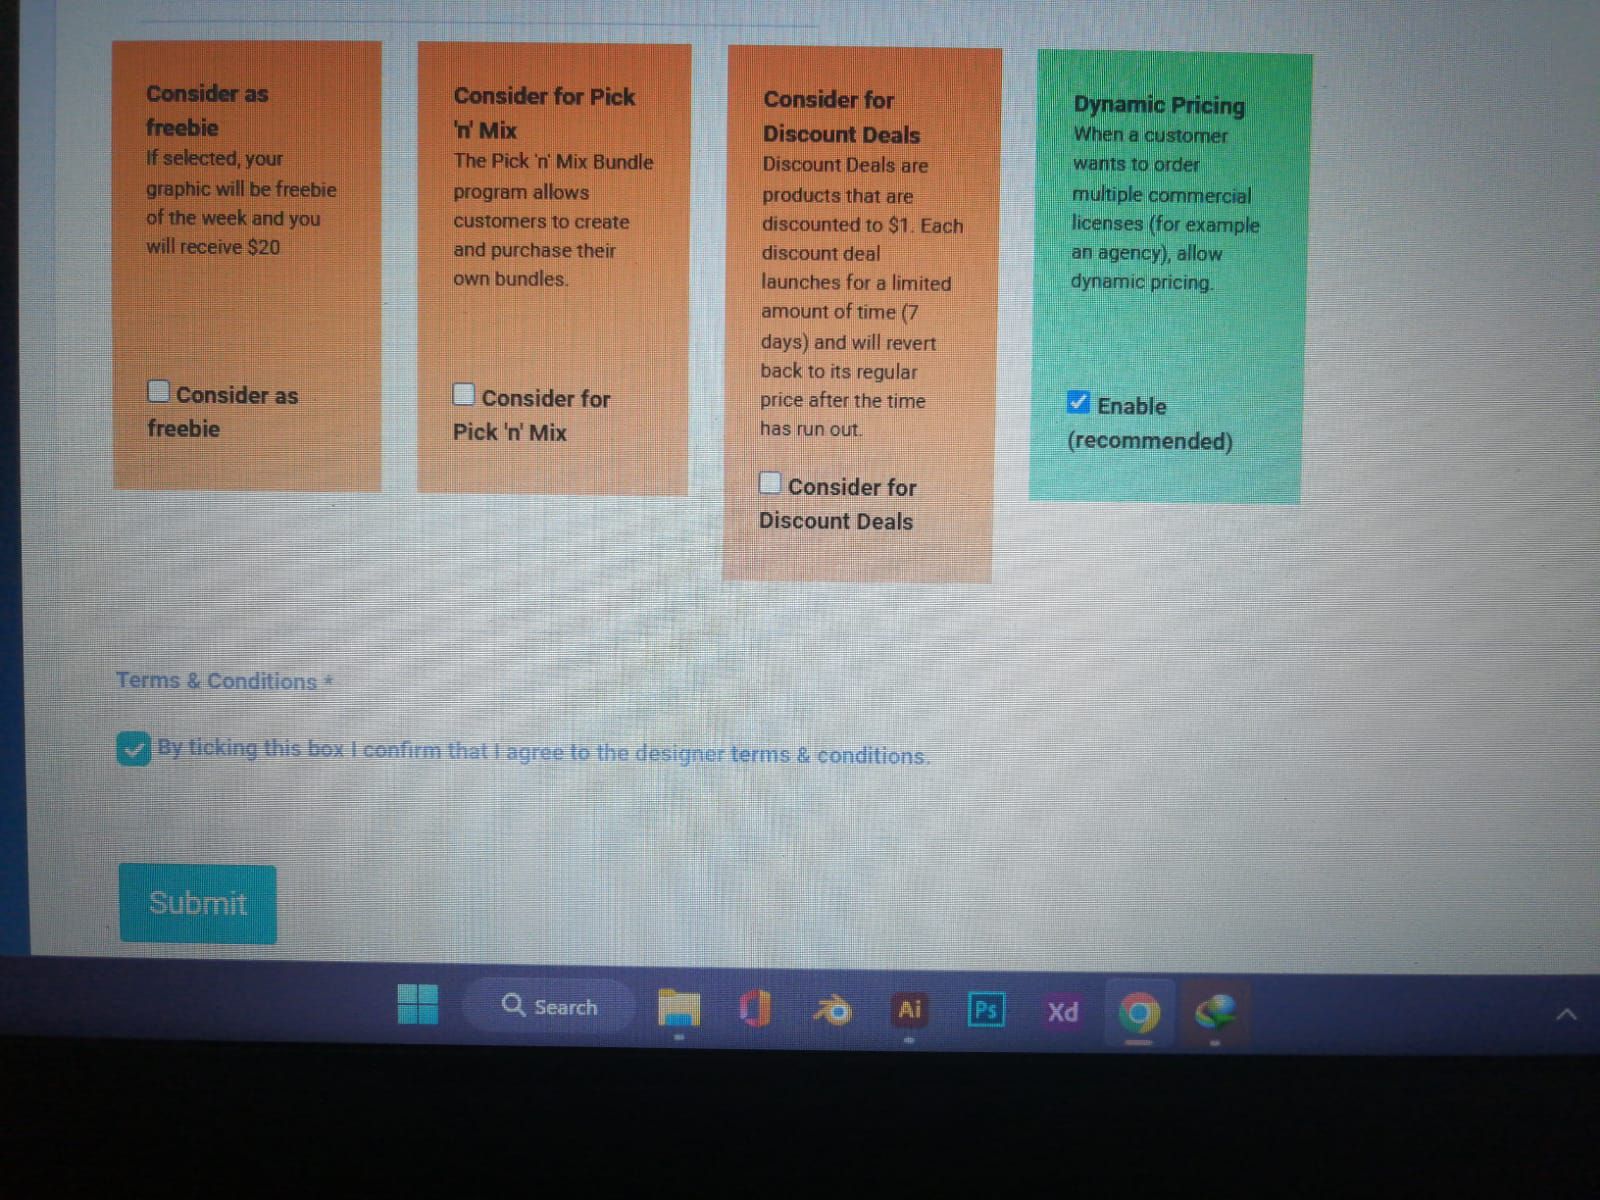 Consider as
freebie
If selected, your
graphic will be freebie
of the week and you
will receive $20
Consider as
freebie
Consider for Pick
'n' Mix
The Pick 'n' Mix Bundle
program allows
customers to create
and purchase their
own bundles.
Consider for
Pick 'n' Mix
Consider for
Discount Deals
Discount Deals are
products that are
discounted to $1. Each
discount deal
launches for a limited
amount of time (7
days) and will revert
back to its regular
price after the time
has run out.
Consider for
Discount Deals
Dynamic Pricing
When a customer
wants to order
multiple commercial
licenses (for example
an agency), allow
dynamic pricing.
Enable
(recommended)
Terms & Conditions *
By ticking this box I confirm that I agree to the designer terms & conditions.
Submit
Search
Ai
Ps
Xd